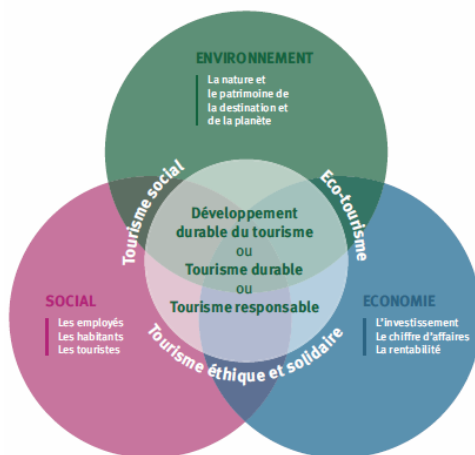 ENVIRONNEMENT
La nature et
le patrimoine de
la destination et
de la planète
Tourisme social
Eco-tourisme
Développement
durable du tourisme
ou
Tourisme durable
ou
Tourisme responsable
SOCIAL
Les employés
Les habitants
Les touristes
ECONOMIE
L'investissement
Le chiffre d'affaires
La rentabilité
Tourisme éthique et solidaire